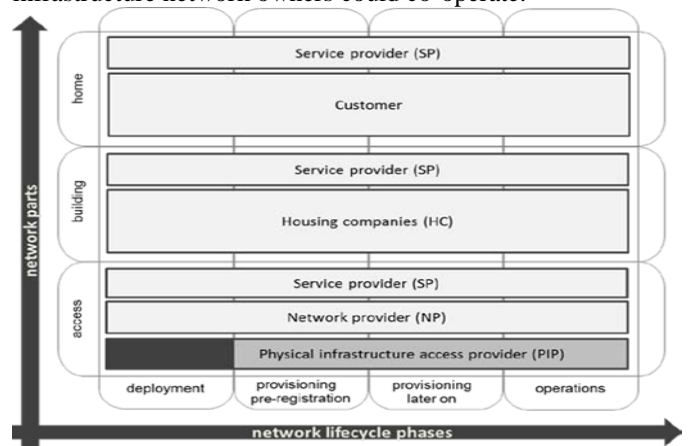 infrastructure network owners could co-operate.
Service provider (SP)
home
Customer
Service provider (SP)
building
Housing companies (HC)
network parts
Service provider (SP)
access
Network provider (NP)
Physical infrastructure access provider (PIP)
deployment
provisioning
pre-registration
provisioning
later on
operations
network lifecycle phases